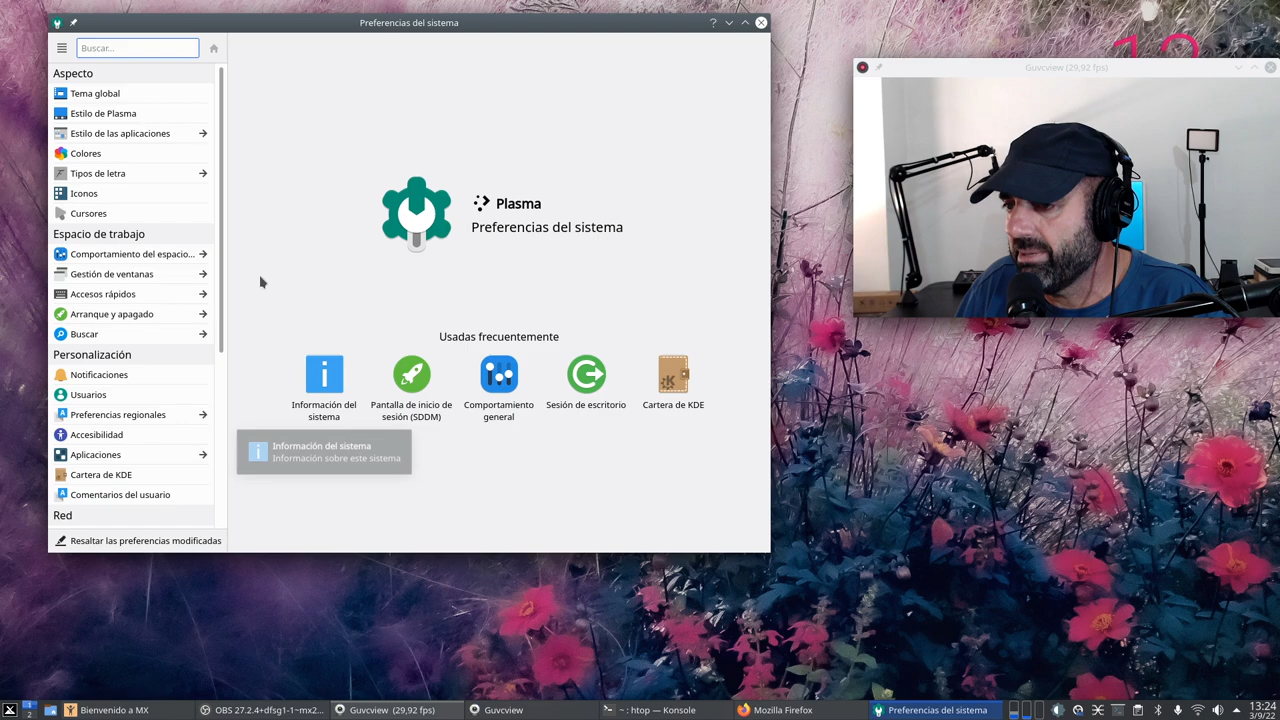 Preferencias del sistema
Buscar...
Aspecto
Tema global
Estilo de Plasma
Estilo de las aplicaciones
Colores
Tipos de letra
Iconos
Cursores
Espacio de trabajo
Comportamiento del espacio...
Gestión de ventanas
Accesos rápidos
Arranque y apagado
Buscar
Personalización
Notificaciones
Usuarios
Preferencias regionales
Accesibilidad
Aplicaciones
Cartera de KDE
Comentarios del usuario
Red
Resaltar las preferencias modificadas
Plasma
Preferencias del sistema
Usadas frecuentemente
Información del
sistema
Pantalla de inicio de
sesión (SDDM)
Comportamiento
general
Sesión de escritorio
Cartera de KDE
Información del sistema
Información sobre este sistema
Guvcview (29,92 fps)
Bienvenido a MX
OBS 27.2.4+dfsg1-1~mx2...
Guvcview (29,92 fps)
Guvcview
~ : htop — Konsole
Mozilla Firefox
Preferencias del sistema
13:24